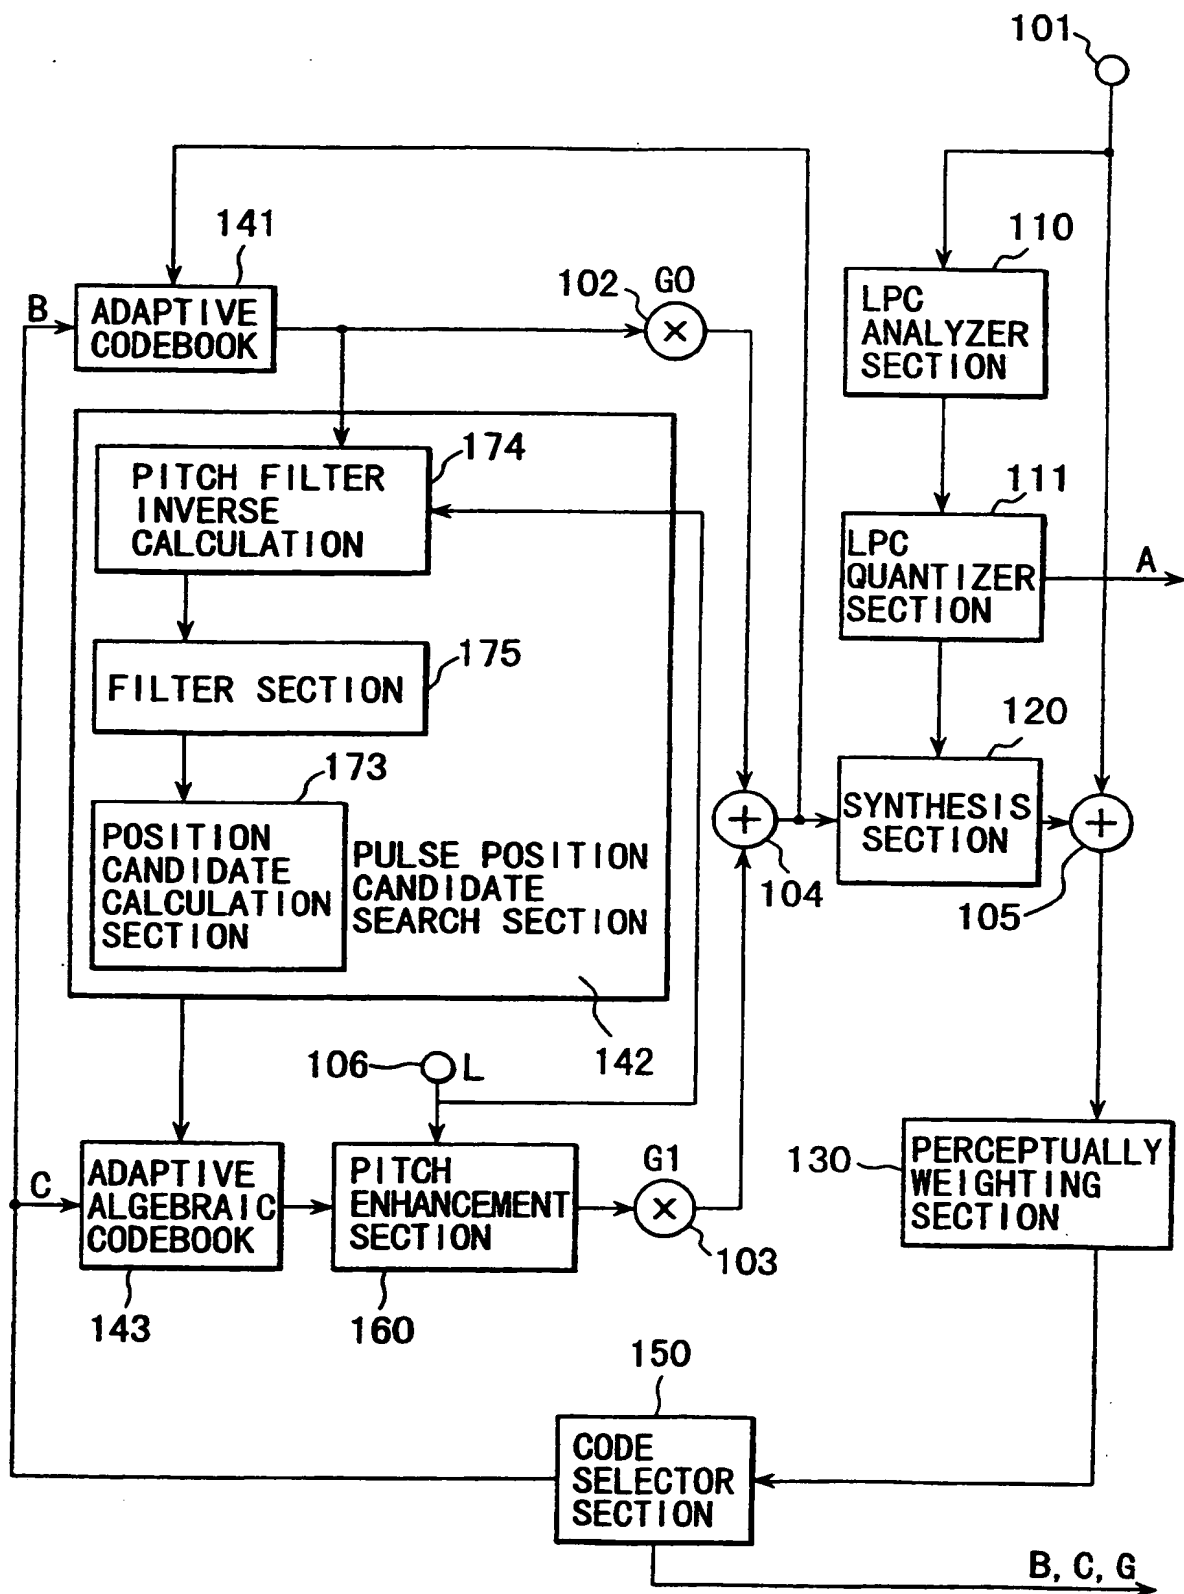 101
141
110
B
ADAPTIVE
CODEBOOK
102
G0
×
LPC
ANALYZER
SECTION
174
PITCH FILTER
INVERSE
CALCULATION
111
LPC
QUANTIZER
SECTION
A
175
FILTER SECTION
120
173
POSITION
CANDIDATE
CALCULATION
SECTION
PULSE POSITION
CANDIDATE
SEARCH SECTION
+
104
SYNTHESIS
SECTION
+
105
142
106
L
C
ADAPTIVE
ALGEBRAIC
CODEBOOK
PITCH
ENHANCEMENT
SECTION
G1
×
103
130
PERCEPTUALLY
WEIGHTING
SECTION
143
160
150
CODE
SELECTOR
SECTION
B, C, G